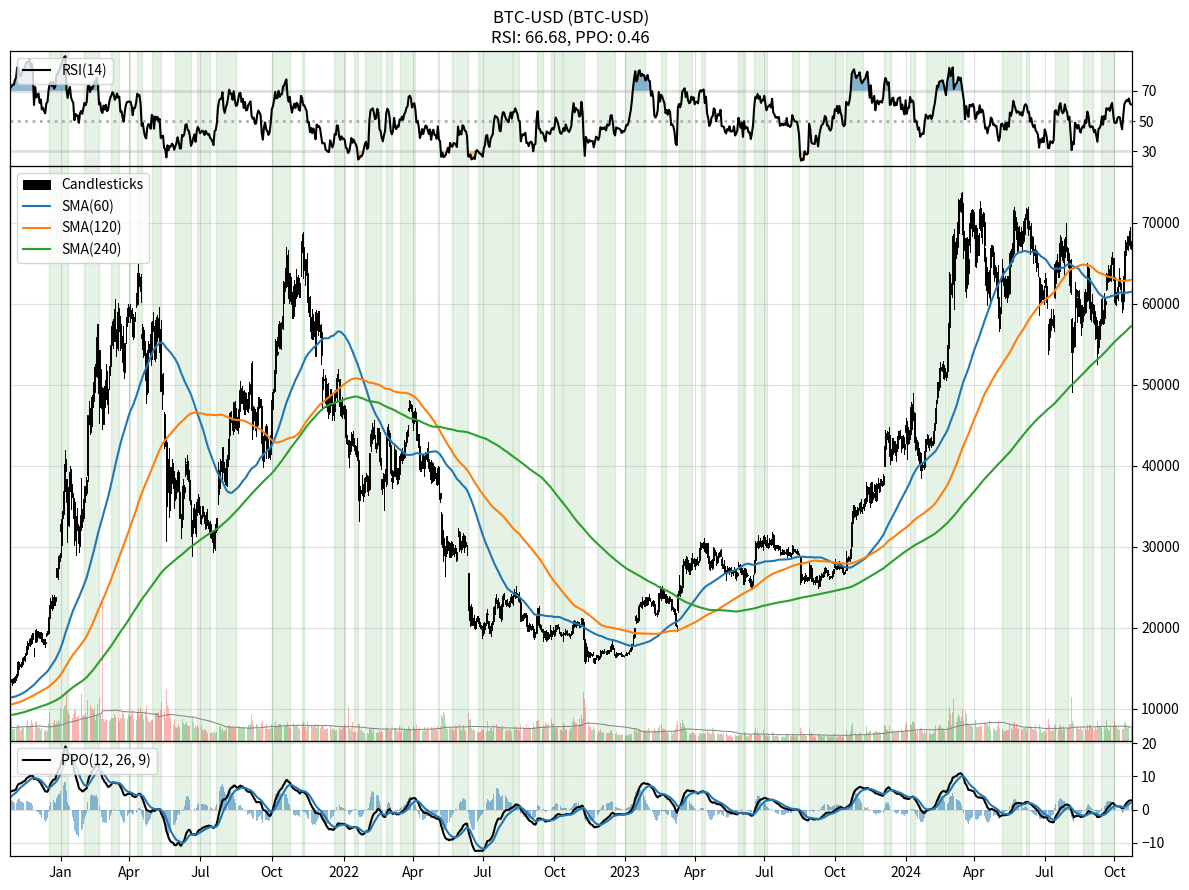 BTC-USD (BTC-USD)
RSI: 66.68, PPO: 0.46
RSI(14)
70
50
30
Candlesticks
SMA(60)
SMA(120)
SMA(240)
70000
60000
50000
40000
30000
20000
10000
PPO(12, 26, 9)
20
10
0
−10
Jan Apr Jul Oct 2022 Apr Jul Oct 2023 Apr Jul Oct 2024 Apr Jul Oct